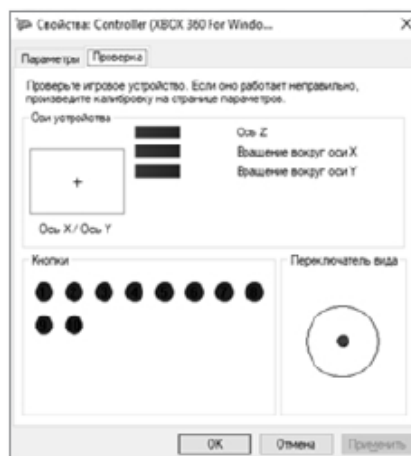 Свойства: Controller (XBOX 360 For Windo...
Параметры
Проверка
Проверьте игровое устройство. Если оно работает неправильно,
произведите калибровку на странице параметров.
Оси устройства
Ось Z
Вращение вокруг оси X
Вращение вокруг оси Y
Ось X / Ось Y
Кнопки
Переключатель вида
OK
Отмена
Применить